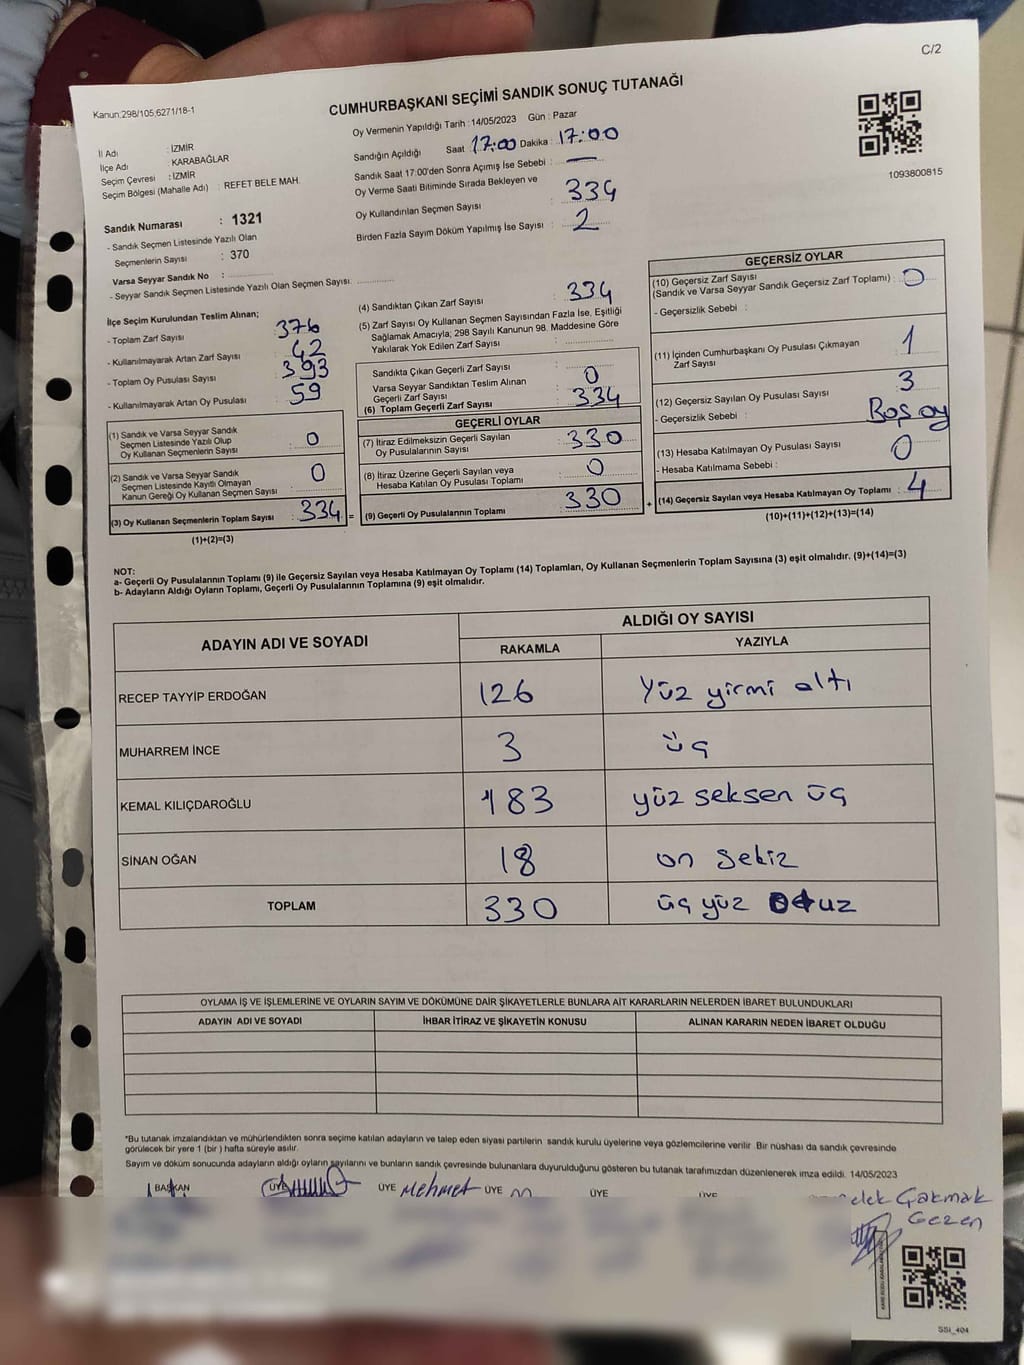 C/2
Kanun:298/105,6271/18-1
CUMHURBAŞKANI SEÇİMİ SANDIK SONUÇ TUTANAĞI
Oy Vermenin Yapıldığı Tarih : 14/05/2023 Gün : Pazar
İl Adı : İZMİR
İlçe Adı : KARABAĞLAR
Seçim Çevresi : İZMİR
Seçim Bölgesi (Mahalle Adı) : REFET BELE MAH.
Sandığın Açıldığı Saat 17:00 Dakika : 17:00
Sandık Saat 17:00'den Sonra Açımış İse Sebebi : —
Oy Verme Saati Bitiminde Sırada Bekleyen ve
Oy Kullandırılan Seçmen Sayısı : 334
Birden Fazla Sayım Döküm Yapılmış İse Sayısı : 2
1093800815
Sandık Numarası : 1321
- Sandık Seçmen Listesinde Yazılı Olan
Seçmenlerin Sayısı : 370
Varsa Seyyar Sandık No :
- Seyyar Sandık Seçmen Listesinde Yazılı Olan Seçmen Sayısı:
İlçe Seçim Kurulundan Teslim Alınan;
- Toplam Zarf Sayısı 376
- Kullanılmayarak Artan Zarf Sayısı 42
- Toplam Oy Pusulası Sayısı 393
- Kullanılmayarak Artan Oy Pusulası 59
(1) Sandık ve Varsa Seyyar Sandık
Seçmen Listesinde Yazılı Olup
Oy Kullanan Seçmenlerin Sayısı : 0
(2) Sandık ve Varsa Seyyar Sandık
Seçmen Listesinde Kayıtlı Olmayan
Kanun Gereği Oy Kullanan Seçmen Sayısı : 0
(3) Oy Kullanan Seçmenlerin Toplam Sayısı : 334 =
(1)+(2)=(3)
(4) Sandıktan Çıkan Zarf Sayısı : 334
(5) Zarf Sayısı Oy Kullanan Seçmen Sayısından Fazla İse, Eşitliği
Sağlamak Amacıyla; 298 Sayılı Kanunun 98. Maddesine Göre
Yakılarak Yok Edilen Zarf Sayısı :
Sandıkta Çıkan Geçerli Zarf Sayısı :
Varsa Seyyar Sandıktan Teslim Alınan
Geçerli Zarf Sayısı : 0
(6) Toplam Geçerli Zarf Sayısı : 334
GEÇERLİ OYLAR
(7) İtiraz Edilmeksizin Geçerli Sayılan
Oy Pusulalarının Sayısı : 330
(8) İtiraz Üzerine Geçerli Sayılan veya
Hesaba Katılan Oy Pusulası Toplamı : 0
(9) Geçerli Oy Pusulalarının Toplamı : 330 +
GEÇERSİZ OYLAR
(10) Geçersiz Zarf Sayısı
(Sandık ve Varsa Seyyar Sandık Geçersiz Zarf Toplamı) : 0
- Geçersizlik Sebebi :
(11) İçinden Cumhurbaşkanı Oy Pusulası Çıkmayan
Zarf Sayısı : 1
(12) Geçersiz Sayılan Oy Pusulası Sayısı : 3
- Geçersizlik Sebebi : Boş oy
(13) Hesaba Katılmayan Oy Pusulası Sayısı : 0
- Hesaba Katılmama Sebebi :
(14) Geçersiz Sayılan veya Hesaba Katılmayan Oy Toplamı : 4
(10)+(11)+(12)+(13)=(14)
NOT:
a- Geçerli Oy Pusulalarının Toplamı (9) ile Geçersiz Sayılan veya Hesaba Katılmayan Oy Toplamı (14) Toplamları, Oy Kullanan Seçmenlerin Toplam Sayısına (3) eşit olmalıdır. (9)+(14)=(3)
b- Adayların Aldığı Oyların Toplamı, Geçerli Oy Pusulalarının Toplamına (9) eşit olmalıdır.
ADAYIN ADI VE SOYADI
ALDIĞI OY SAYISI
RAKAMLA YAZIYLA
RECEP TAYYİP ERDOĞAN 126 Yüz yirmi altı
MUHARREM İNCE 3 üç
KEMAL KILIÇDAROĞLU 183 yüz seksen üç
SİNAN OĞAN 18 on sekiz
TOPLAM 330 üç yüz otuz
OYLAMA İŞ VE İŞLEMLERİNE VE OYLARIN SAYIM VE DÖKÜMÜNE DAİR ŞİKAYETLERLE BUNLARA AİT KARARLARIN NELERDEN İBARET BULUNDUKLARI
ADAYIN ADI VE SOYADI İHBAR İTİRAZ VE ŞİKAYETİN KONUSU ALINAN KARARIN NEDEN İBARET OLDUĞU
*Bu tutanak imzalandıktan ve mühürlendikten sonra seçime katılan adayların ve talep eden siyasi partilerin sandık kurulu üyelerine veya gözlemcilerine verilir. Bir nüshası da sandık çevresinde
görülecek bir yere 1 (bir ) hafta süreyle asılır.
Sayım ve döküm sonucunda adayların aldığı oyların sayılarını ve bunların sandık çevresinde bulunanlara duyurulduğunu gösteren bu tutanak tarafımızdan düzenlenerek imza edildi. 14/05/2023
BAŞKAN ÜYE ÜYE Mehmet ÜYE ÜYE ÜYE
Çakmak
Gezen
SSİ_404